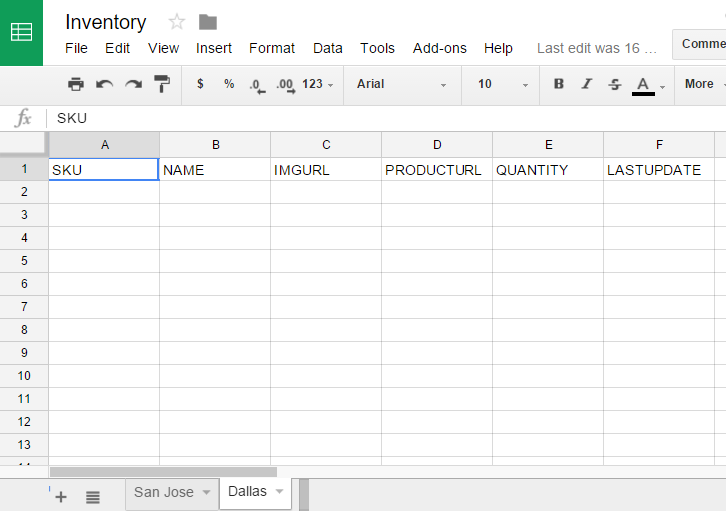 Inventory
File Edit View Insert Format Data Tools Add-ons Help Last edit was 16 ... Comme
$ % .0 .00 123 Arial 10 B I S A More
fx SKU
A B C D E F
1 SKU NAME IMGURL PRODUCTURL QUANTITY LASTUPDATE
2
3
4
5
6
7
8
9
10
11
12
13
+ San Jose Dallas